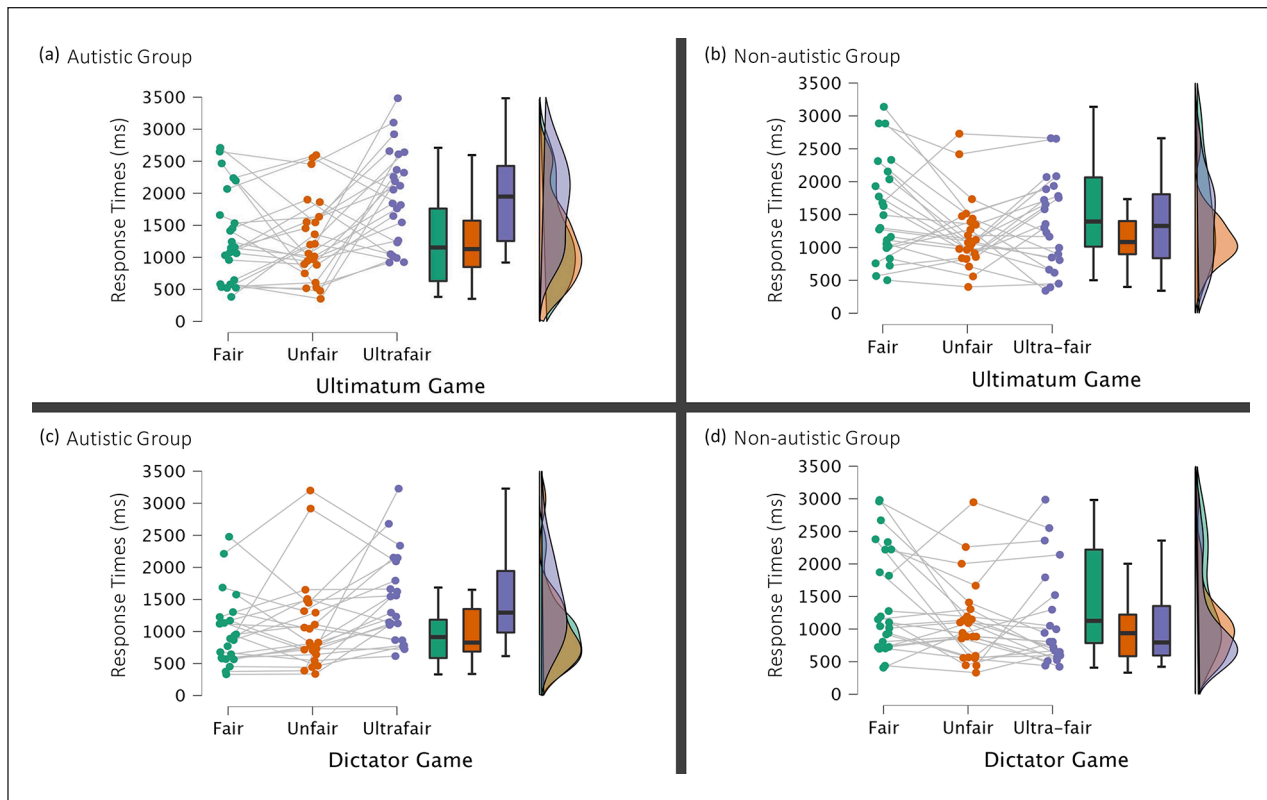 (a) Autistic Group
Response Times (ms)
3500
3000
2500
2000
1500
1000
500
0
Fair Unfair Ultrafair
Ultimatum Game
(b) Non-autistic Group
Response Times (ms)
3500
3000
2500
2000
1500
1000
500
0
Fair Unfair Ultra-fair
Ultimatum Game
(c) Autistic Group
Response Times (ms)
3500
3000
2500
2000
1500
1000
500
0
Fair Unfair Ultrafair
Dictator Game
(d) Non-autistic Group
Response Times (ms)
3500
3000
2500
2000
1500
1000
500
0
Fair Unfair Ultra-fair
Dictator Game